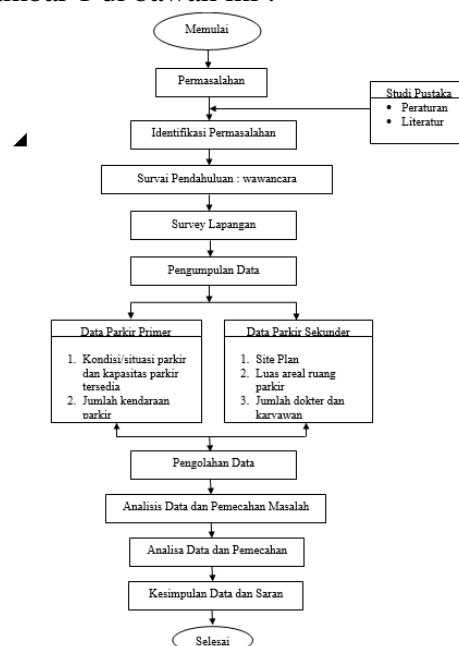 Memulai
Permasalahan
Studi Pustaka
• Peraturan
• Literatur
Identifikasi Permasalahan
Survai Pendahuluan : wawancara
Survey Lapangan
Pengumpulan Data
Data Parkir Primer
1. Kondisi/situasi parkir
dan kapasitas parkir
tersedia
2. Jumlah kendaraan
parkir
Data Parkir Sekunder
1. Site Plan
2. Luas areal ruang
parkir
3. Jumlah dokter dan
karyawan
Pengolahan Data
Analisis Data dan Pemecahan Masalah
Analisa Data dan Pemecahan
Kesimpulan Data dan Saran
Selesai